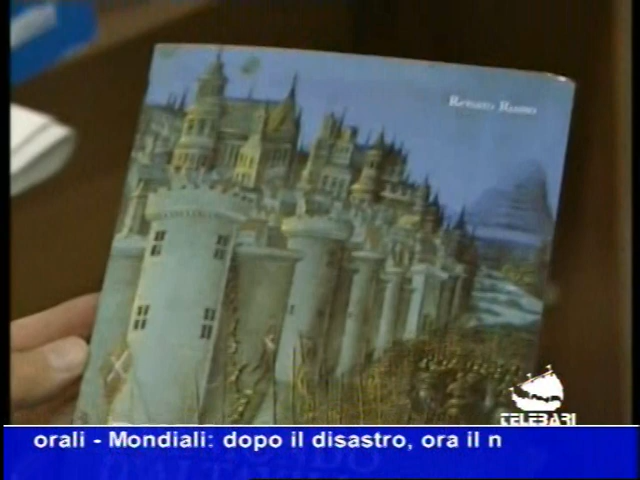 Renato Russo
TELEBARI
orali - Mondiali: dopo il disastro, ora il n